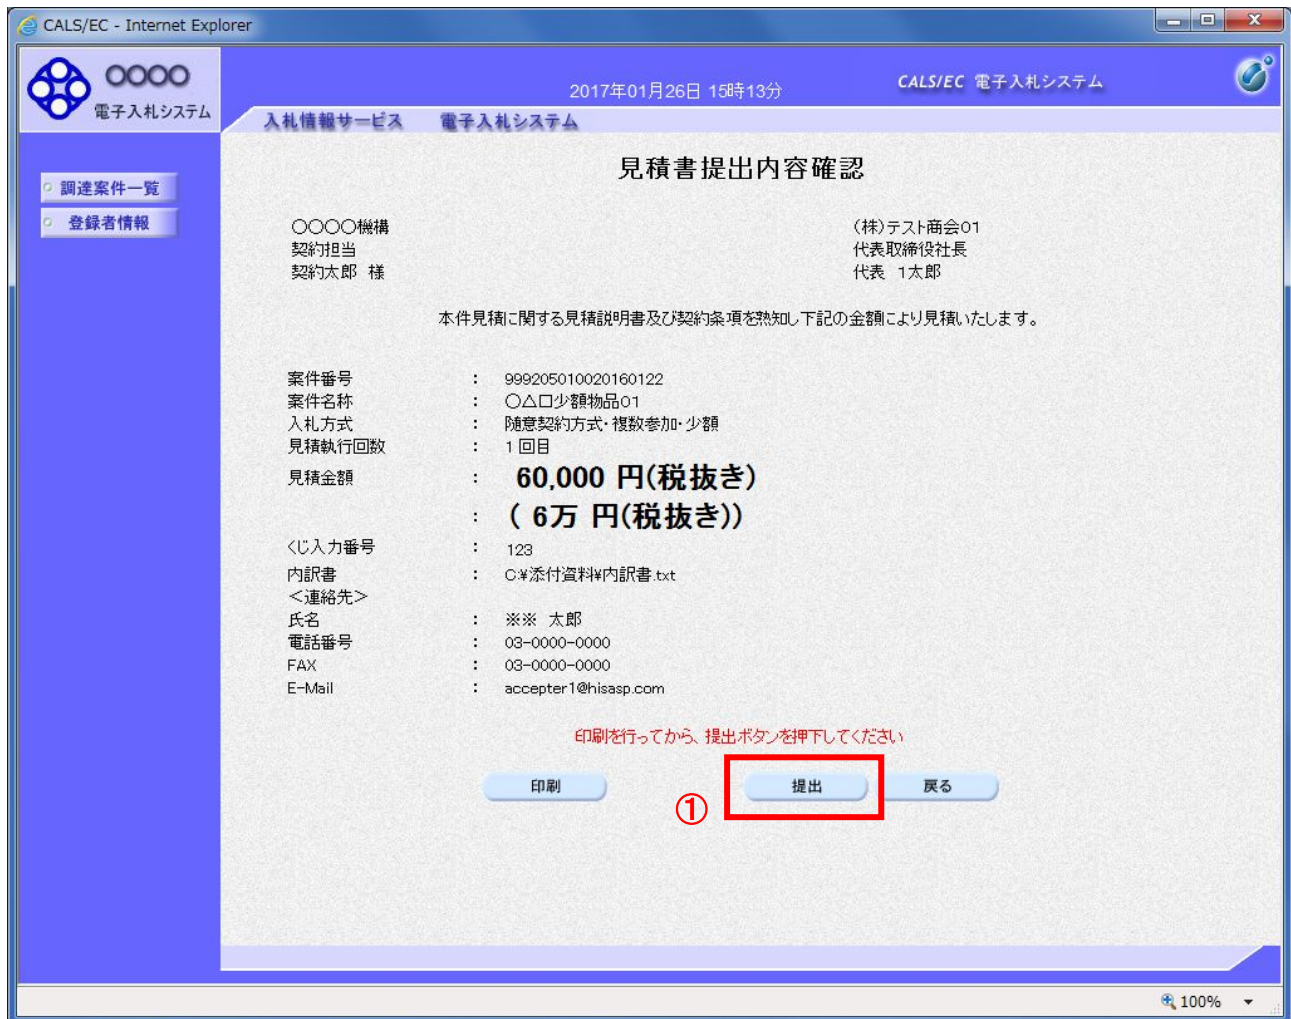 CALS/EC - Internet Explorer
〇〇〇〇
電子入札システム
2017年01月26日 15時13分
CALS/EC 電子入札システム
入札情報サービス 電子入札システム
調達案件一覧
登録者情報
見積書提出内容確認
〇〇〇〇機構
契約担当
契約太郎 様
(株)テスト商会01
代表取締役社長
代表 1太郎
本件見積に関する見積説明書及び契約条項を熟知し下記の金額により見積いたします。
案件番号 : 999205010020160122
案件名称 : 〇△口少額物品01
入札方式 : 随意契約方式・複数参加・少額
見積執行回数 : 1回目
見積金額 : 60,000 円(税抜き)
: ( 6万 円(税抜き))
くじ入力番号 : 123
内訳書 : C:¥添付資料¥内訳書.txt
<連絡先>
氏名 : ※※ 太郎
電話番号 : 03-0000-0000
FAX : 03-0000-0000
E-Mail : accepter1@hisasp.com
印刷を行ってから、提出ボタンを押下してください
印刷 提出 戻る
①
100%